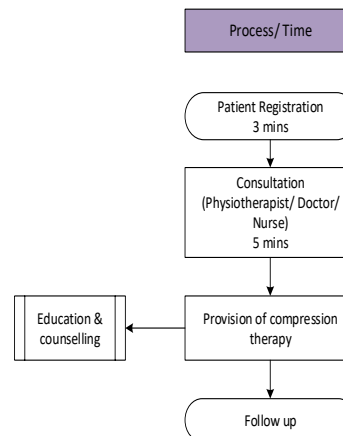 Process/ Time
Patient Registration
3 mins
Consultation
(Physiotherapist/ Doctor/
Nurse)
5 mins
Education &
counselling
Provision of compression
therapy
Follow up